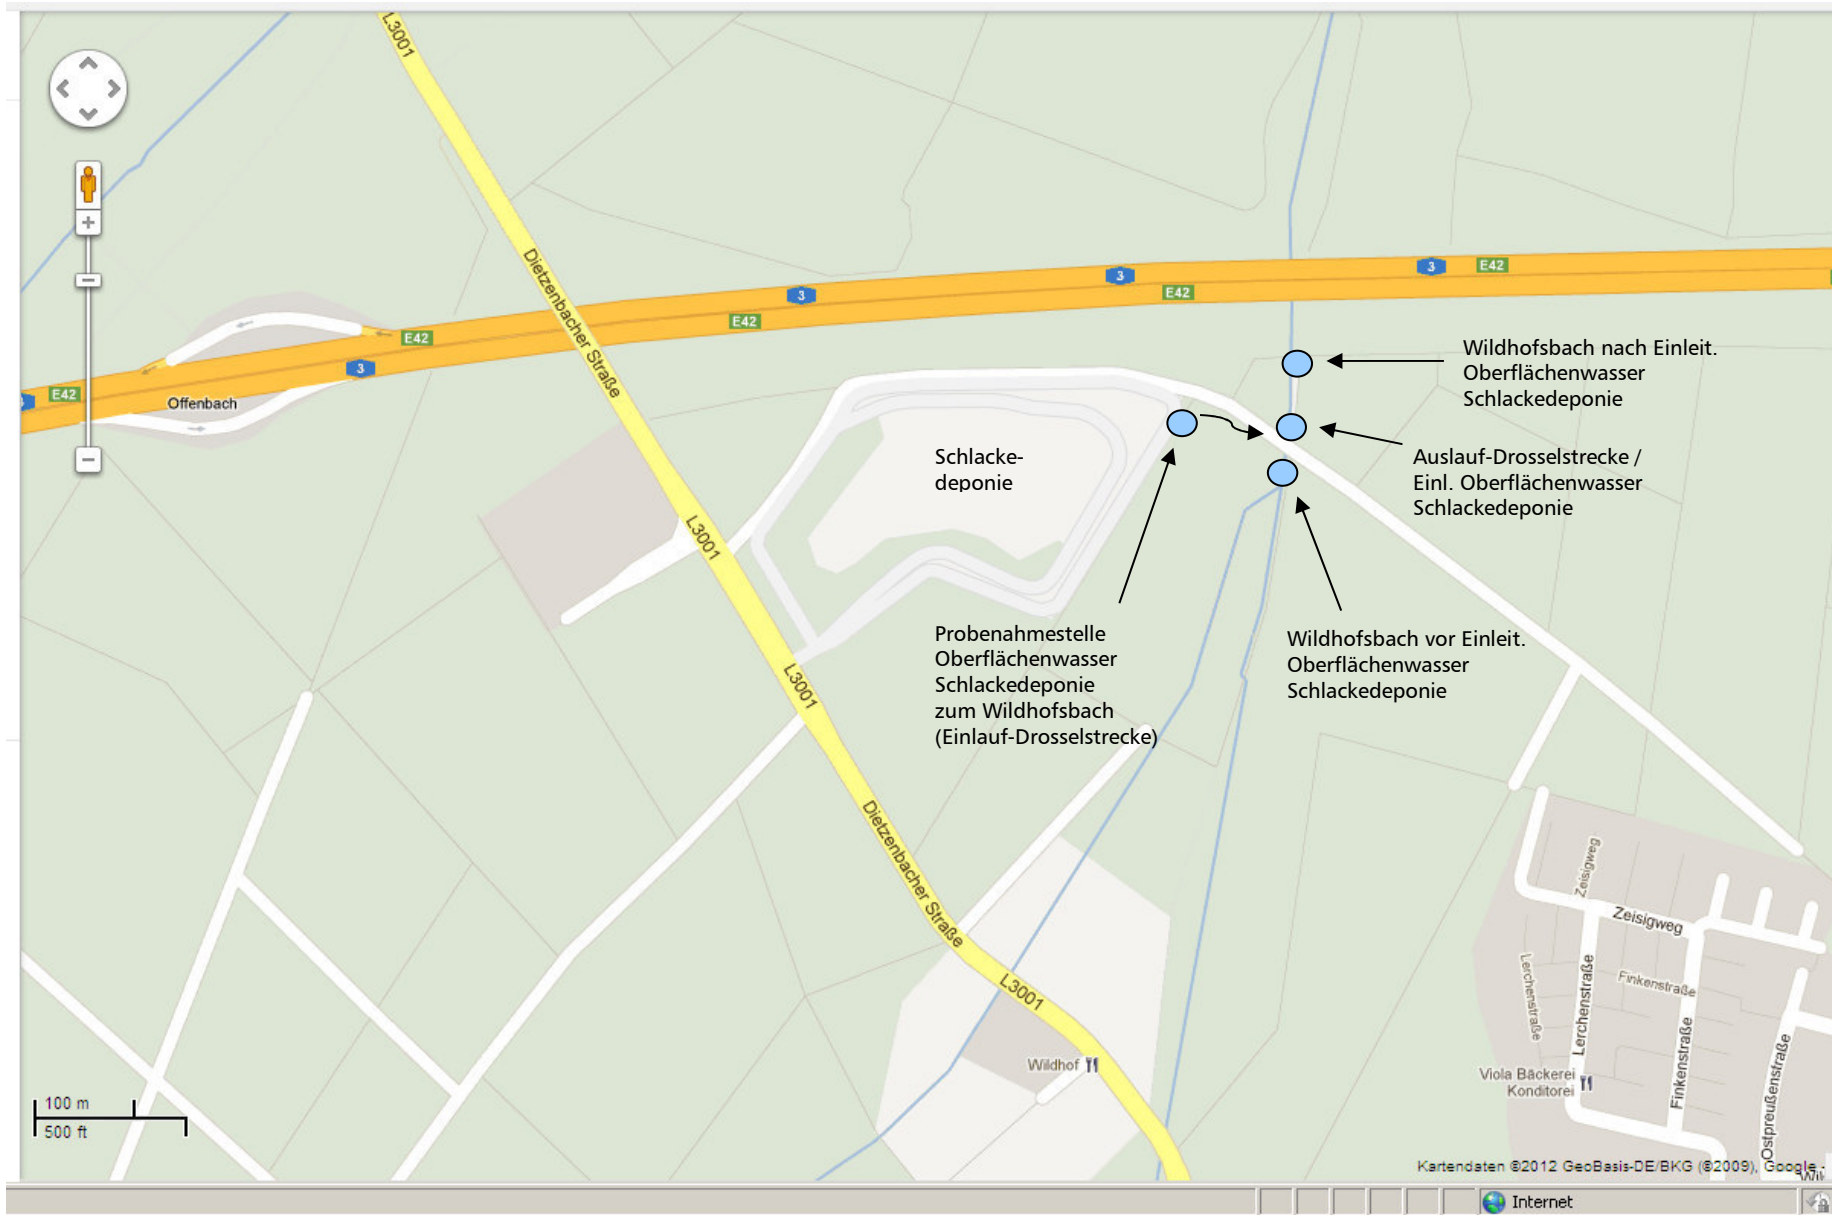 L3001
3
E42
3
3
E42
E42
E42
3
E42
Offenbach
Dietzenbacher Straße
Wildhofsbach nach Einleit.
Oberflächenwasser
Schlackedeponie
Schlacke-
deponie
Auslauf-Drosselstrecke /
Einl. Oberflächenwasser
Schlackedeponie
L3001
Probenahmestelle
Oberflächenwasser
Schlackedeponie
zum Wildhofsbach
(Einlauf-Drosselstrecke)
Wildhofsbach vor Einleit.
Oberflächenwasser
Schlackedeponie
L3001
Dietzenbacher Straße
Zeisigweg
Zeisigweg
Lerchenstraße
Lerchenstraße
Finkenstraße
Finkenstraße
L3001
Wildhof
Viola Bäckerei
Konditorei
Ostpreußenstraße
100 m
500 ft
Kartendaten ©2012 GeoBasis-DE/BKG (©2009), Google -
Internet